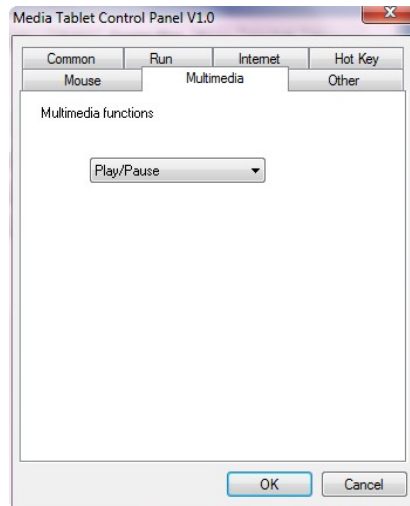 Media Tablet Control Panel V1.0
Common Run Internet Hot Key
Mouse Multimedia Other
Multimedia functions
Play/Pause
OK Cancel